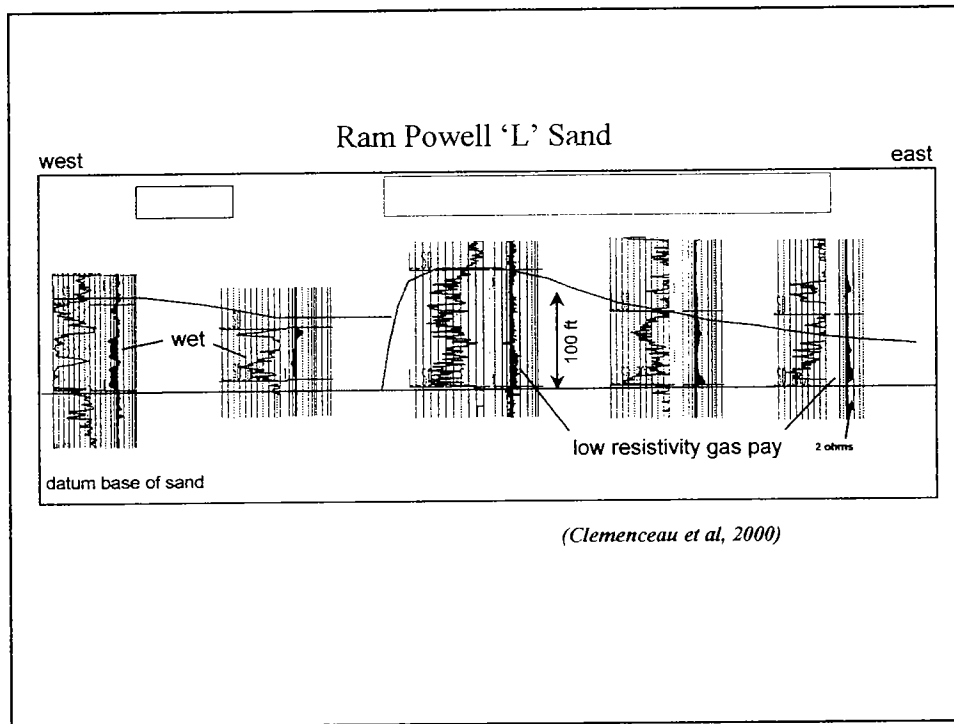 Ram Powell ‘L’ Sand
west
east
wet
100 ft
low resistivity gas pay
2 ohms
datum base of sand
(Clemenceau et al, 2000)